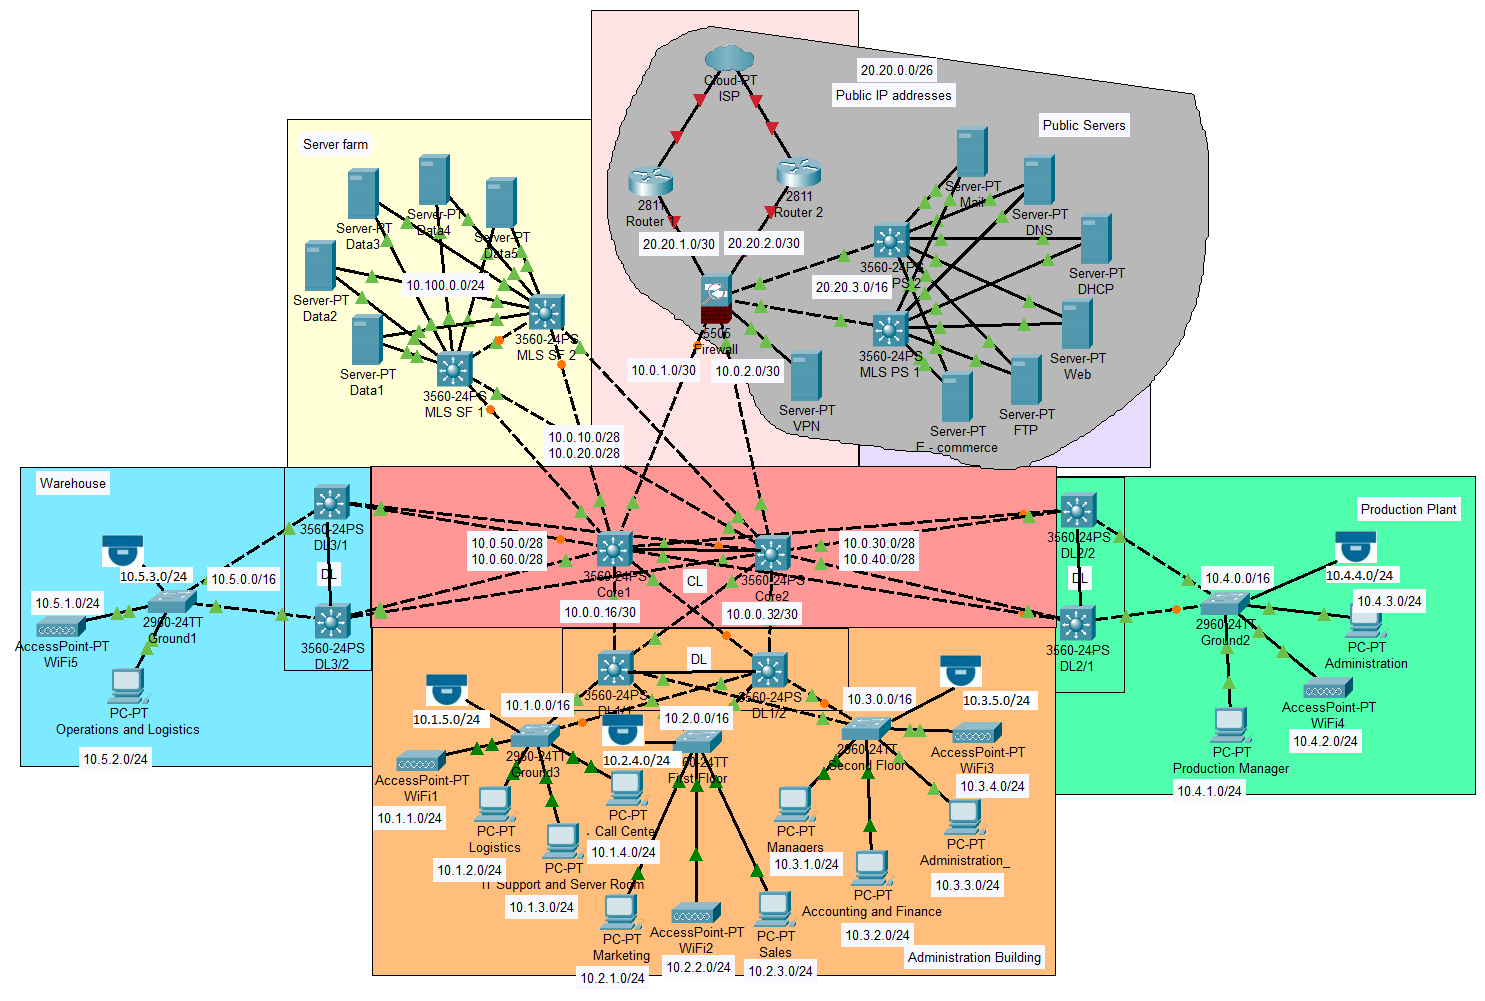 Cloud-PT
ISP
20.20.0.0/26
Public IP addresses
Public Servers
2811
Router 1
2811
Router 2
20.20.1.0/30
20.20.2.0/30
5505
Firewall
10.0.1.0/30
10.0.2.0/30
Server-PT
VPN
20.20.3.0/16
3560-24PS
PS 2
3560-24PS
MLS PS 1
Server-PT
Mail
Server-PT
DNS
Server-PT
DHCP
Server-PT
Web
Server-PT
FTP
Server-PT
E - commerce
Server farm
Server-PT
Data3
Server-PT
Data4
Server-PT
Data5
Server-PT
Data2
Server-PT
Data1
10.100.0.0/24
3560-24PS
MLS SF 2
3560-24PS
MLS SF 1
10.0.10.0/28
10.0.20.0/28
Warehouse
3560-24PS
DL3/1
DL
3560-24PS
DL3/2
10.5.3.0/24
10.5.0.0/16
10.5.1.0/24
2960-24TT
Ground1
AccessPoint-PT
WiFi5
PC-PT
Operations and Logistics
10.5.2.0/24
10.0.50.0/28
10.0.60.0/28
3560-24PS
Core1
CL
3560-24PS
Core2
10.0.30.0/28
10.0.40.0/28
10.0.0.16/30
10.0.0.32/30
Production Plant
3560-24PS
DL2/2
DL
3560-24PS
DL2/1
10.4.0.0/16
10.4.4.0/24
10.4.3.0/24
2960-24TT
Ground2
PC-PT
Administration
AccessPoint-PT
WiFi4
10.4.2.0/24
PC-PT
Production Manager
10.4.1.0/24
DL
3560-24PS
DL1/1
3560-24PS
DL1/2
10.1.5.0/24
10.1.0.0/16
10.2.0.0/16
10.3.0.0/16
10.3.5.0/24
2960-24TT
Ground3
10.2.4.0/24
60-24TT
First Floor
2960-24TT
Second Floor
AccessPoint-PT
WiFi1
10.1.1.0/24
PC-PT
Logistics
10.1.2.0/24
PC-PT
IT Support and Server Room
10.1.3.0/24
PC-PT
Call Cente
10.1.4.0/24
PC-PT
Marketing
10.2.1.0/24
AccessPoint-PT
WiFi2
10.2.2.0/24
PC-PT
Sales
10.2.3.0/24
PC-PT
Managers
10.3.1.0/24
PC-PT
Accounting and Finance
10.3.2.0/24
PC-PT
Administration_
10.3.3.0/24
AccessPoint-PT
WiFi3
10.3.4.0/24
Administration Building